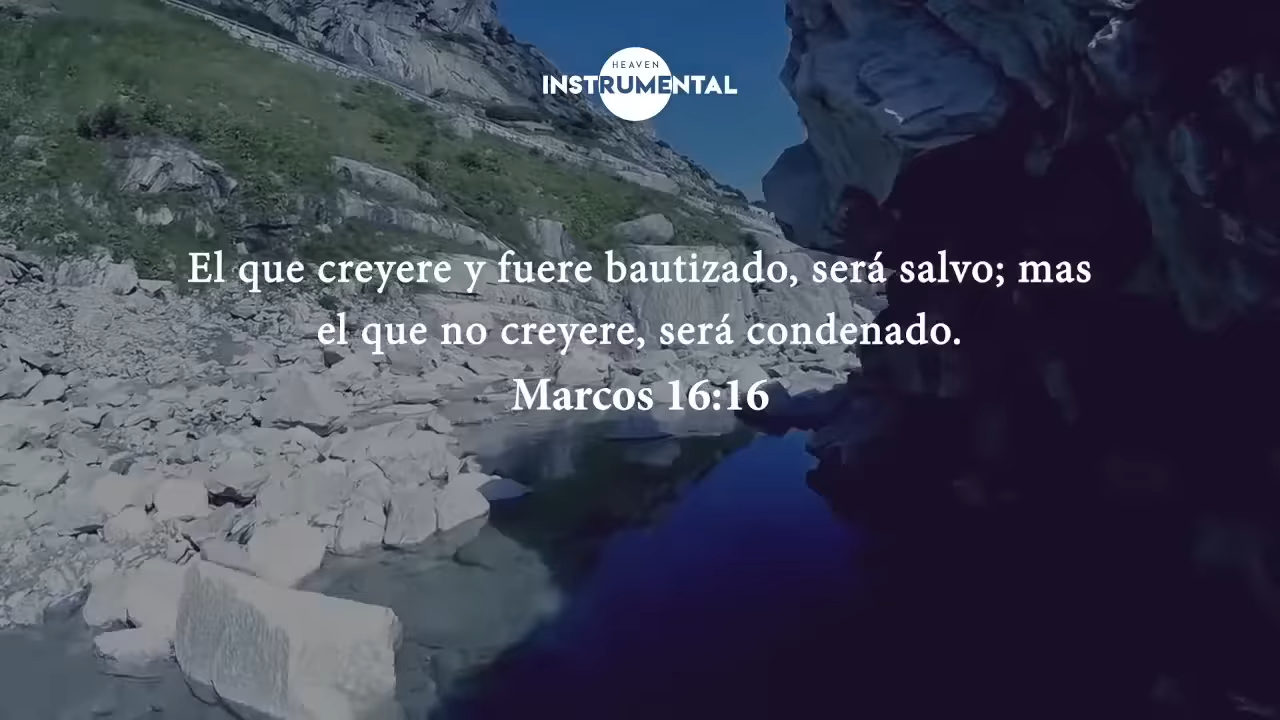 HEAVEN
INSTRUMENTAL
El que creyere y fuere bautizado, será salvo; mas
el que no creyere, será condenado.
Marcos 16:16